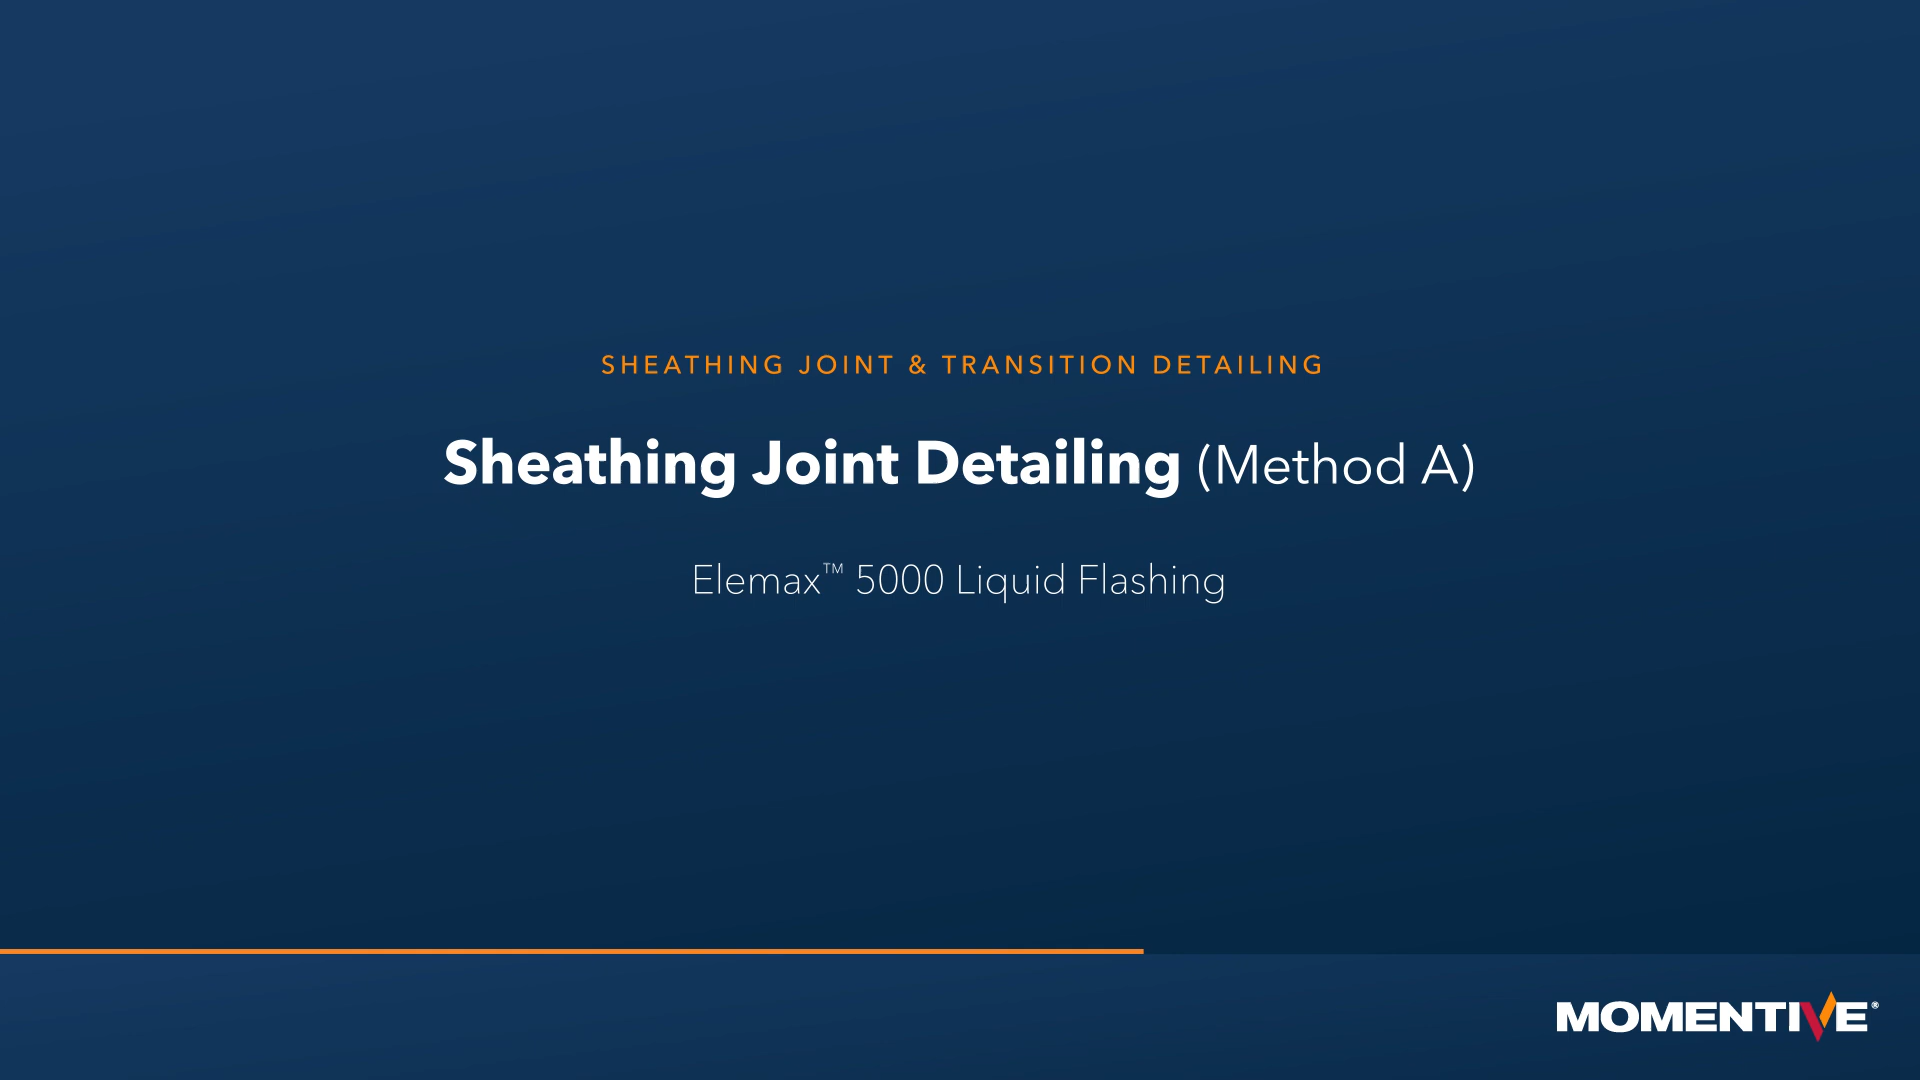 SHEATHING JOINT & TRANSITION DETAILING
Sheathing Joint Detailing (Method A)
Elemax™ 5000 Liquid Flashing
MOMENTIVE®